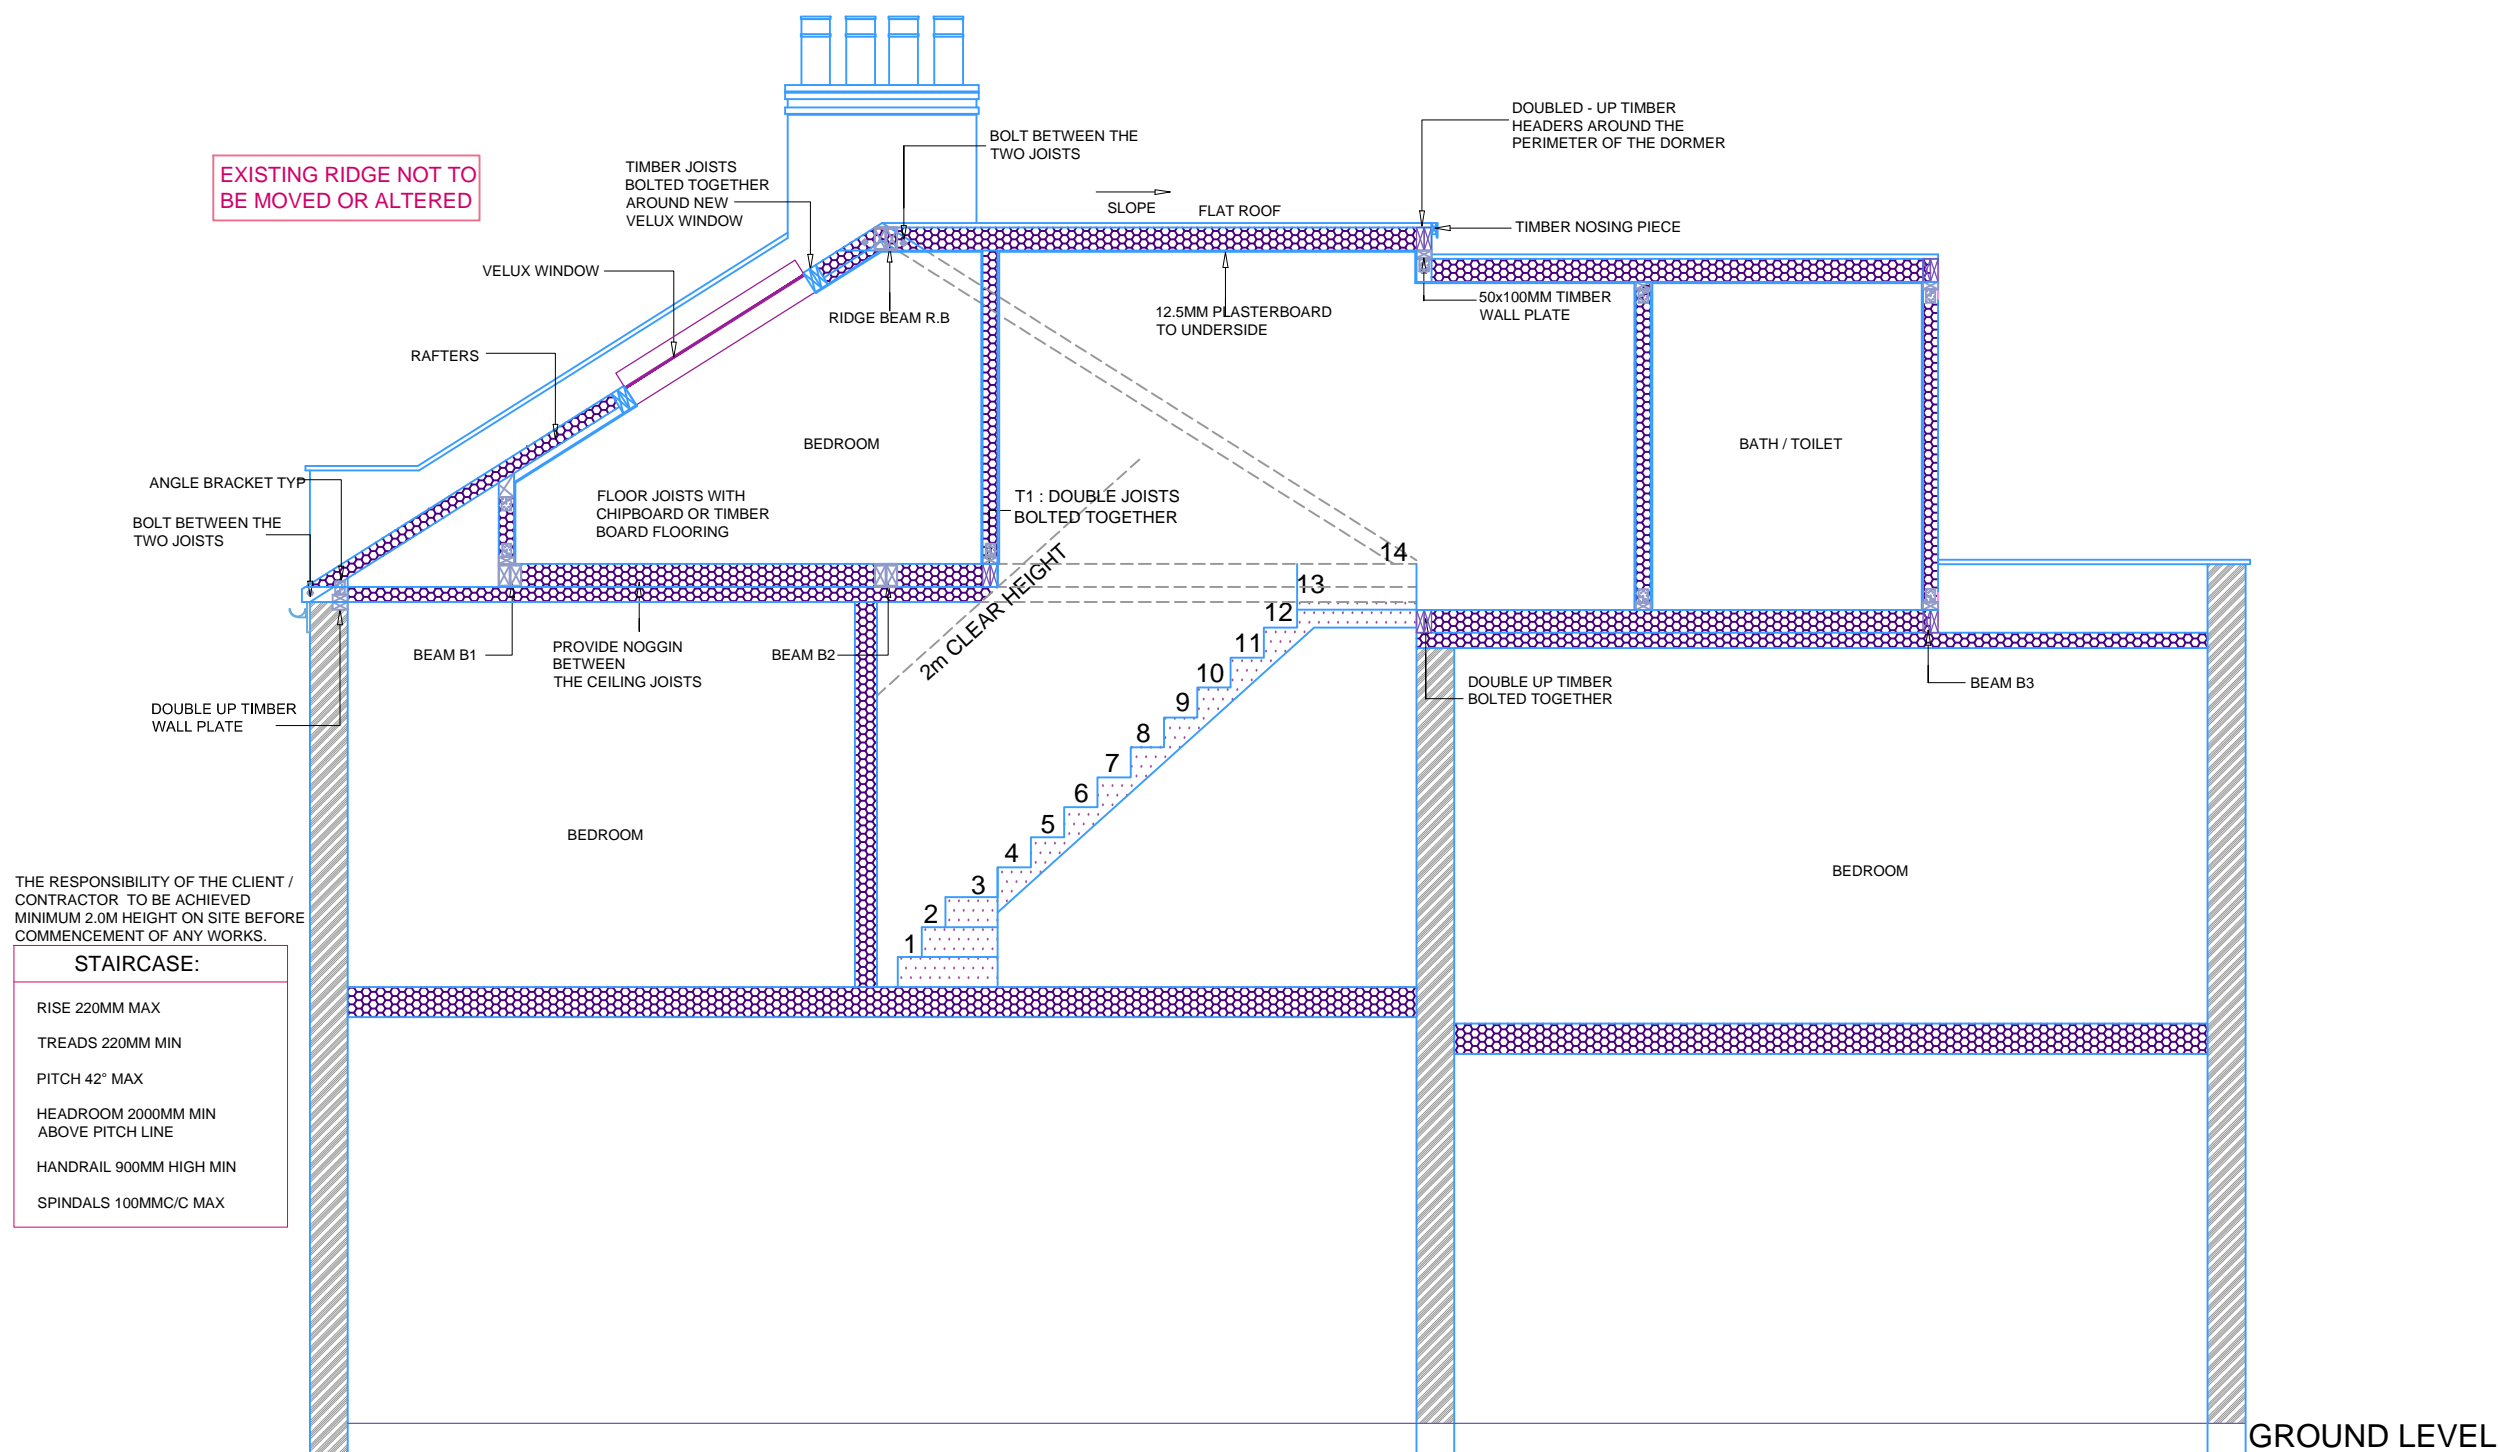 DOUBLED - UP TIMBER
HEADERS AROUND THE
PERIMETER OF THE DORMER
BOLT BETWEEN THE
TWO JOISTS
EXISTING RIDGE NOT TO
BE MOVED OR ALTERED
TIMBER JOISTS
BOLTED TOGETHER
AROUND NEW
VELUX WINDOW
SLOPE
FLAT ROOF
TIMBER NOSING PIECE
VELUX WINDOW
RIDGE BEAM R.B
12.5MM PLASTERBOARD
TO UNDERSIDE
50x100MM TIMBER
WALL PLATE
RAFTERS
BEDROOM
BATH / TOILET
ANGLE BRACKET TYP
BOLT BETWEEN THE
TWO JOISTS
FLOOR JOISTS WITH
CHIPBOARD OR TIMBER
BOARD FLOORING
T1 : DOUBLE JOISTS
BOLTED TOGETHER
2m CLEAR HEIGHT
14
13
12
11
10
9
8
7
6
5
4
3
2
1
BEAM B1
PROVIDE NOGGIN
BETWEEN
THE CEILING JOISTS
BEAM B2
DOUBLE UP TIMBER
BOLTED TOGETHER
BEAM B3
DOUBLE UP TIMBER
WALL PLATE
BEDROOM
BEDROOM
THE RESPONSIBILITY OF THE CLIENT /
CONTRACTOR TO BE ACHIEVED
MINIMUM 2.0M HEIGHT ON SITE BEFORE
COMMENCEMENT OF ANY WORKS.
STAIRCASE:
RISE 220MM MAX
TREADS 220MM MIN
PITCH 42° MAX
HEADROOM 2000MM MIN
ABOVE PITCH LINE
HANDRAIL 900MM HIGH MIN
SPINDALS 100MMC/C MAX
GROUND LEVEL